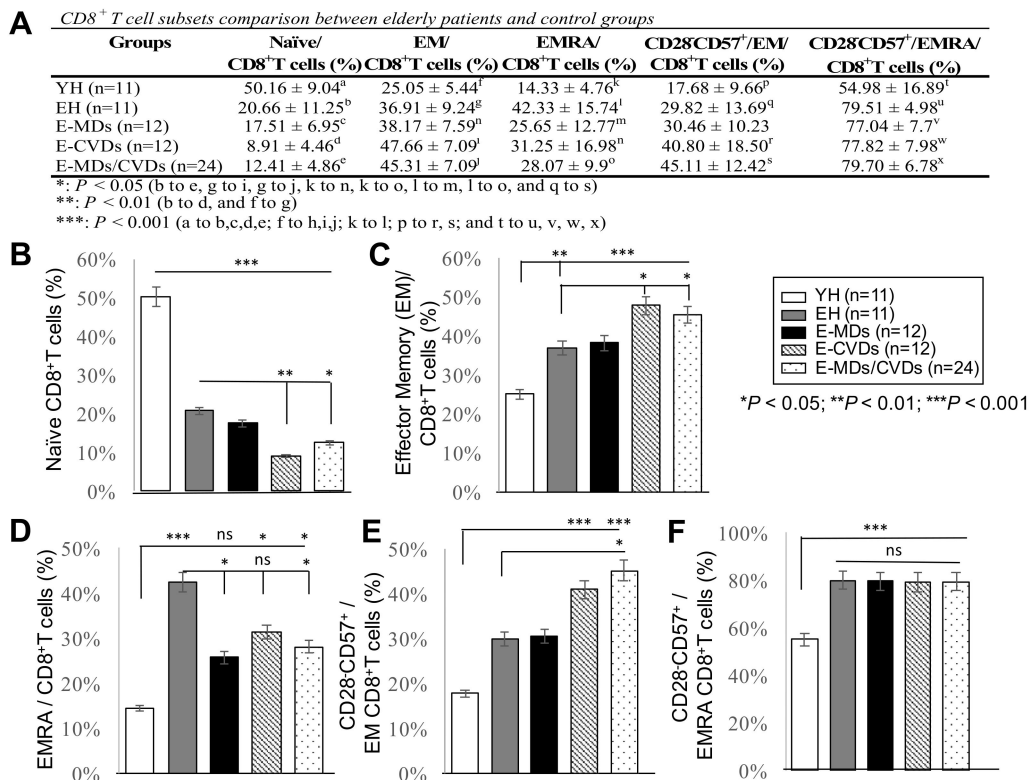 A
CD8⁺ T cell subsets comparison between elderly patients and control groups
Groups Naïve/ CD8⁺T cells (%) EM/ CD8⁺T cells (%) EMRA/ CD8⁺T cells (%) CD28⁻CD57⁺/EM/ CD8⁺T cells (%) CD28⁻CD57⁺/EMRA/ CD8⁺T cells (%)
YH (n=11) 50.16 ± 9.04ᵃ 25.05 ± 5.44ᶠ 14.33 ± 4.76ᵏ 17.68 ± 9.66ᵖ 54.98 ± 16.89ᵗ
EH (n=11) 20.66 ± 11.25ᵇ 36.91 ± 9.24ᵍ 42.33 ± 15.74ˡ 29.82 ± 13.69q 79.51 ± 4.98ᵘ
E-MDs (n=12) 17.51 ± 6.95ᶜ 38.17 ± 7.59ⁿ 25.65 ± 12.77ᵐ 30.46 ± 10.23 77.04 ± 7.7ᵛ
E-CVDs (n=12) 8.91 ± 4.46ᵈ 47.66 ± 7.09ⁱ 31.25 ± 16.98ⁿ 40.80 ± 18.50ʳ 77.82 ± 7.98ʷ
E-MDs/CVDs (n=24) 12.41 ± 4.86ᵉ 45.31 ± 7.09ʲ 28.07 ± 9.9ᵒ 45.11 ± 12.42ˢ 79.70 ± 6.78ˣ
*: P < 0.05 (b to e, g to i, g to j, k to n, k to o, l to m, l to o, and q to s)
**: P < 0.01 (b to d, and f to g)
***: P < 0.001 (a to b,c,d,e; f to h,i,j; k to l; p to r, s; and t to u, v, w, x)
B
Naïve CD8⁺T cells (%)
60%
50%
40%
30%
20%
10%
0%
***
** *
C
Effector Memory (EM)/
CD8⁺T cells (%)
60%
50%
40%
30%
20%
10%
0%
** ***
* *
YH (n=11)
EH (n=11)
E-MDs (n=12)
E-CVDs (n=12)
E-MDs/CVDs (n=24)
*P < 0.05; **P < 0.01; ***P < 0.001
D
EMRA / CD8⁺T cells (%)
50%
40%
30%
20%
10%
0%
*** ns * *
* ns *
E
CD28⁻CD57⁺ /
EM CD8⁺T cells (%)
50%
40%
30%
20%
10%
0%
*** ***
*
F
CD28⁻CD57⁺ /
EMRA CD8⁺T cells (%)
100%
80%
60%
40%
20%
0%
***
ns